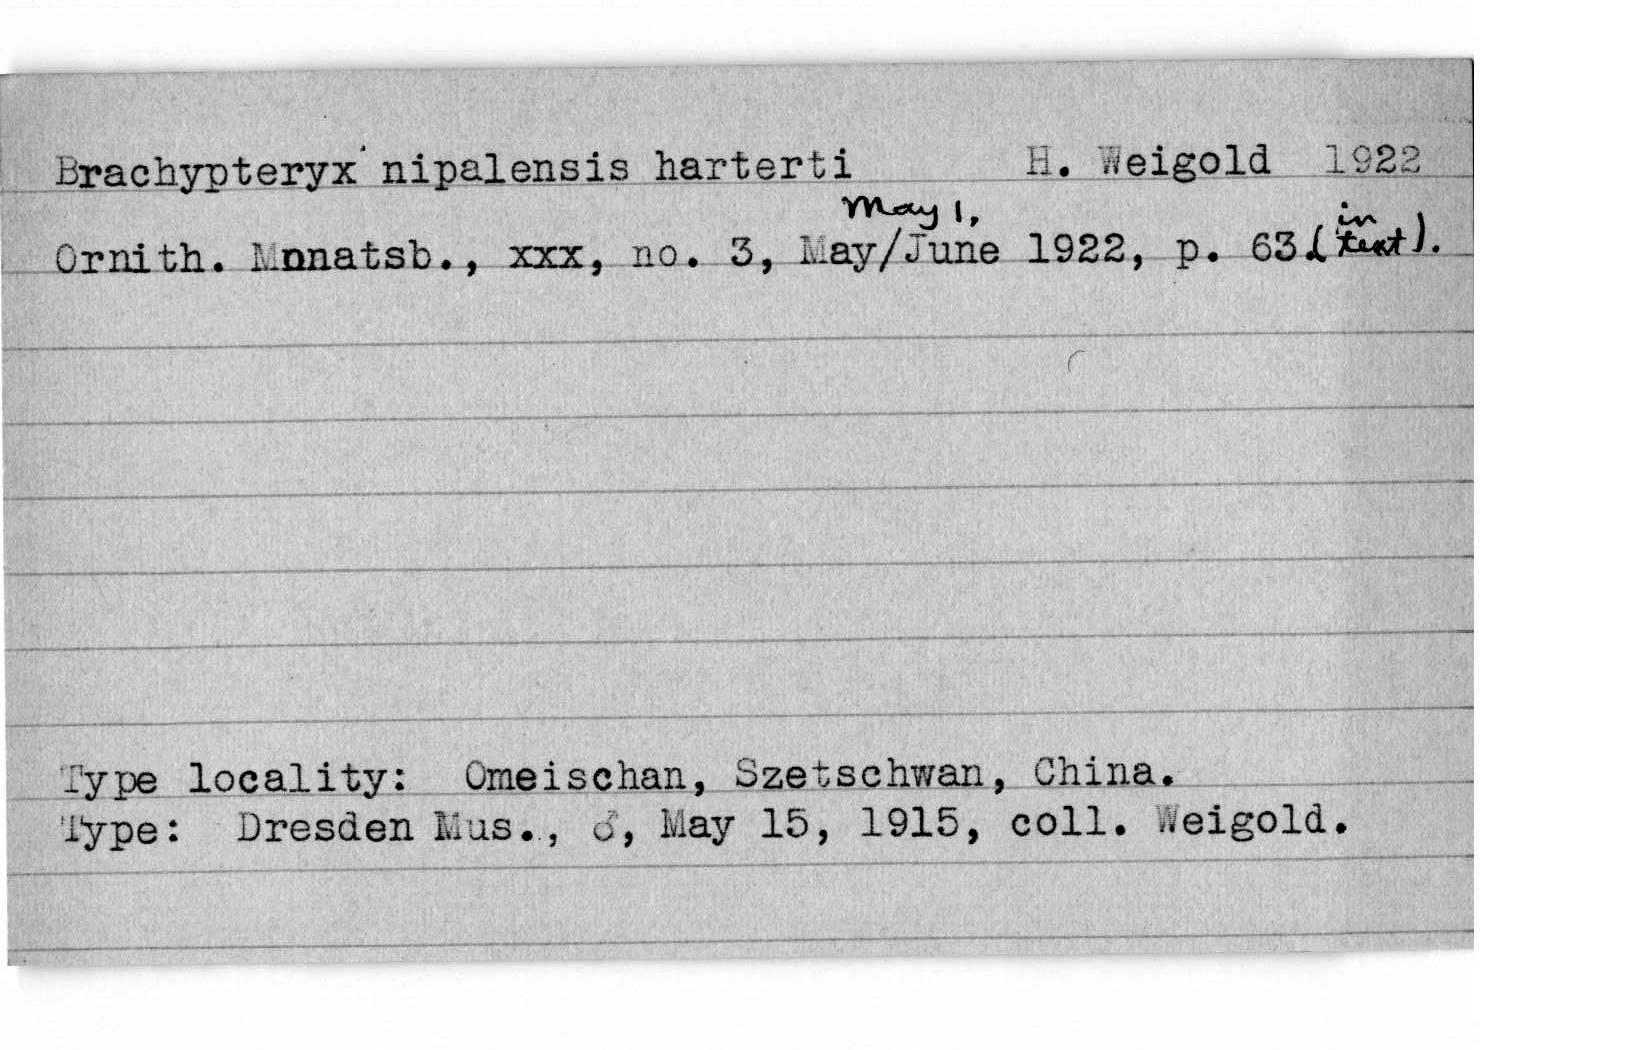 Brachypteryx nipalensis harterti H. Weigold 1922
May 1,
Ornith. Mnnatsb., xxx, no. 3, May/June 1922, p. 63 (in text).
Type locality: Omeischan, Szetschwan, China.
Type: Dresden Mus., ♂, May 15, 1915, coll. Weigold.